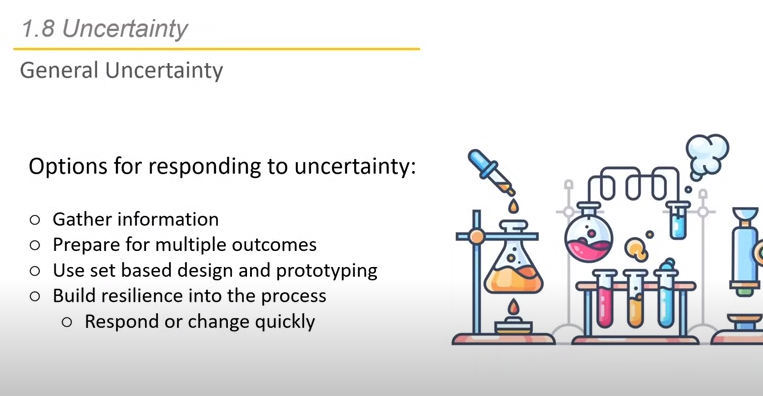 1.8 Uncertainty
General Uncertainty
Options for responding to uncertainty:
○ Gather information
○ Prepare for multiple outcomes
○ Use set based design and prototyping
○ Build resilience into the process
○ Respond or change quickly